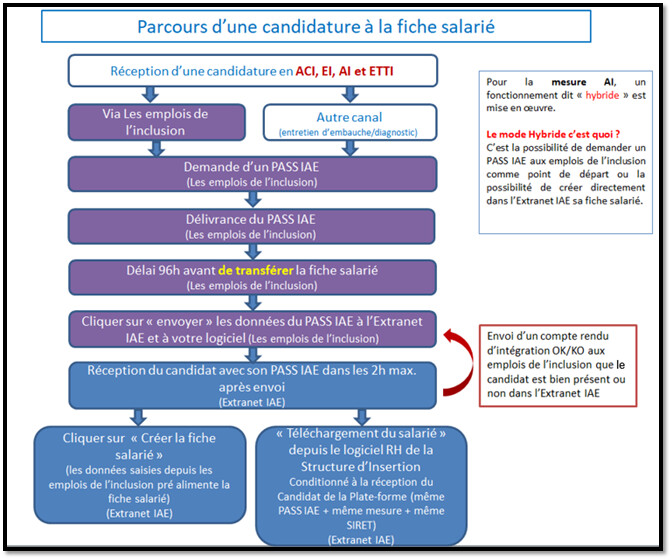 Parcours d'une candidature à la fiche salarié
Réception d'une candidature en ACI, EI, AI et ETTI
Via Les emplois de
l'inclusion
Autre canal
(entretien d'embauche/diagnostic)
Demande d'un PASS IAE
(Les emplois de l'inclusion)
Délivrance du PASS IAE
(Les emplois de l'inclusion)
Délai 96h avant de transférer la fiche salarié
(Les emplois de l'inclusion)
Cliquer sur « envoyer » les données du PASS IAE à l'Extranet
IAE et à votre logiciel (Les emplois de l'inclusion)
Réception du candidat avec son PASS IAE dans les 2h max.
après envoi
(Extranet IAE)
Cliquer sur « Créer la fiche
salarié »
(les données saisies depuis les
emplois de l'inclusion pré alimente la
fiche salarié)
(Extranet IAE)
« Téléchargement du salarié »
depuis le logiciel RH de la
Structure d'Insertion
Conditionné à la réception du
Candidat de la Plate-forme (même
PASS IAE + même mesure + même
SIRET)
(Extranet IAE)
Pour la mesure AI, un
fonctionnement dit « hybride » est
mise en œuvre.
Le mode Hybride c'est quoi ?
C'est la possibilité de demander un
PASS IAE aux emplois de l'inclusion
comme point de départ ou la
possibilité de créer directement
dans l'Extranet IAE sa fiche salarié.
Envoi d'un compte rendu
d'intégration OK/KO aux
emplois de l'inclusion que le
candidat est bien présent ou
non dans l'Extranet IAE